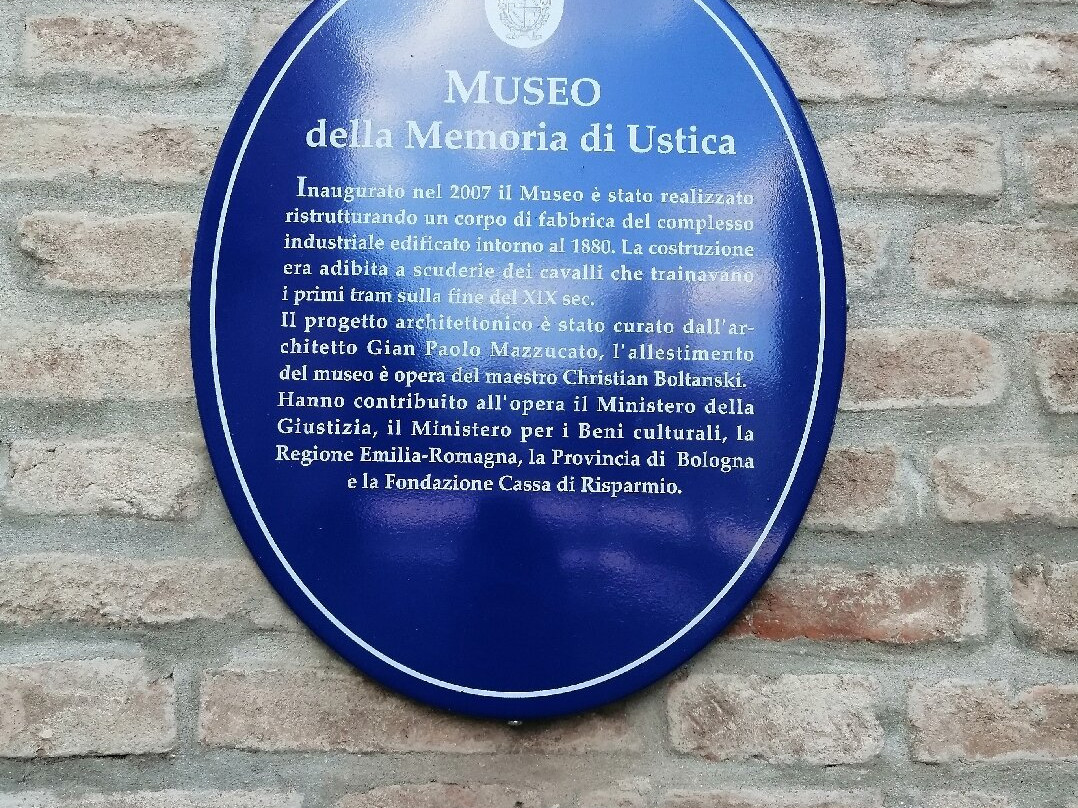 MUSEO
della Memoria di Ustica
Inaugurato nel 2007 il Museo è stato realizzato
ristrutturando un corpo di fabbrica del complesso
industriale edificato intorno al 1880. La costruzione
era adibita a scuderie dei cavalli che trainavano
i primi tram sulla fine del XIX sec.
Il progetto architettonico è stato curato dall'ar-
chitetto Gian Paolo Mazzucato, l'allestimento
del museo è opera del maestro Christian Boltanski.
Hanno contribuito all'opera il Ministero della
Giustizia, il Ministero per i Beni culturali, la
Regione Emilia-Romagna, la Provincia di Bologna
e la Fondazione Cassa di Risparmio.